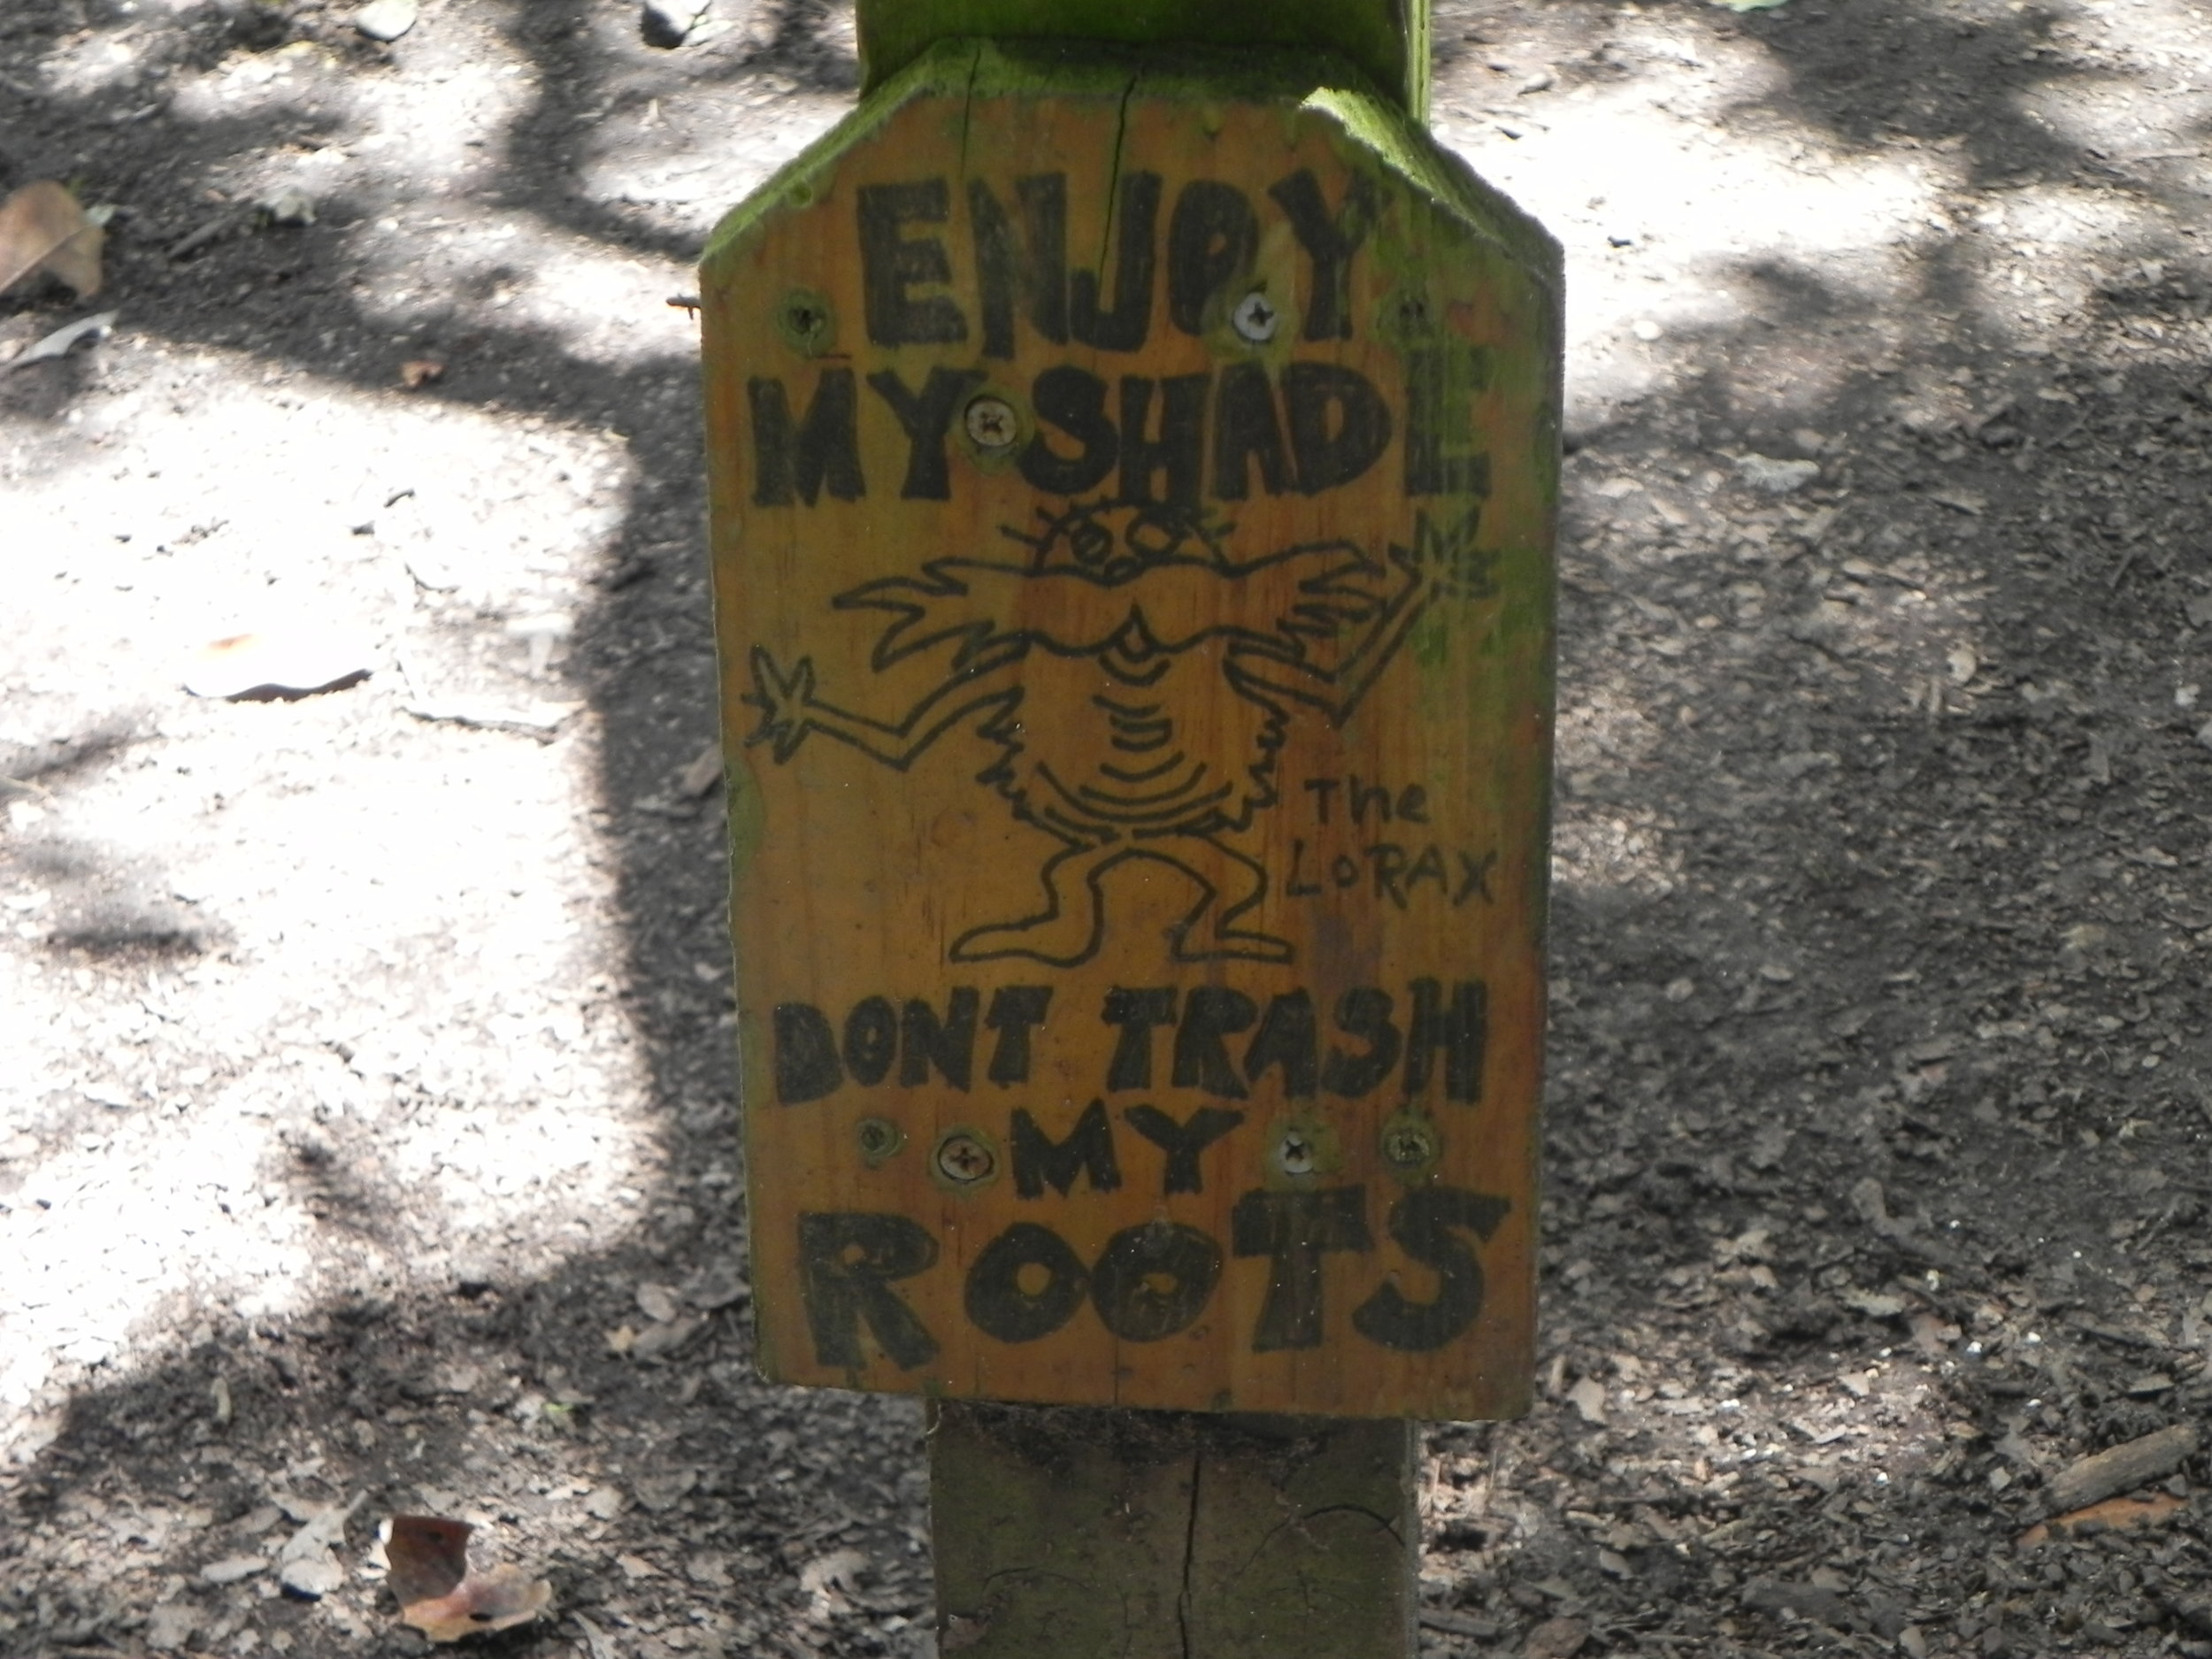 ENJOY
MY SHADE
The
LORAX
DONT TRASH
MY
ROOTS